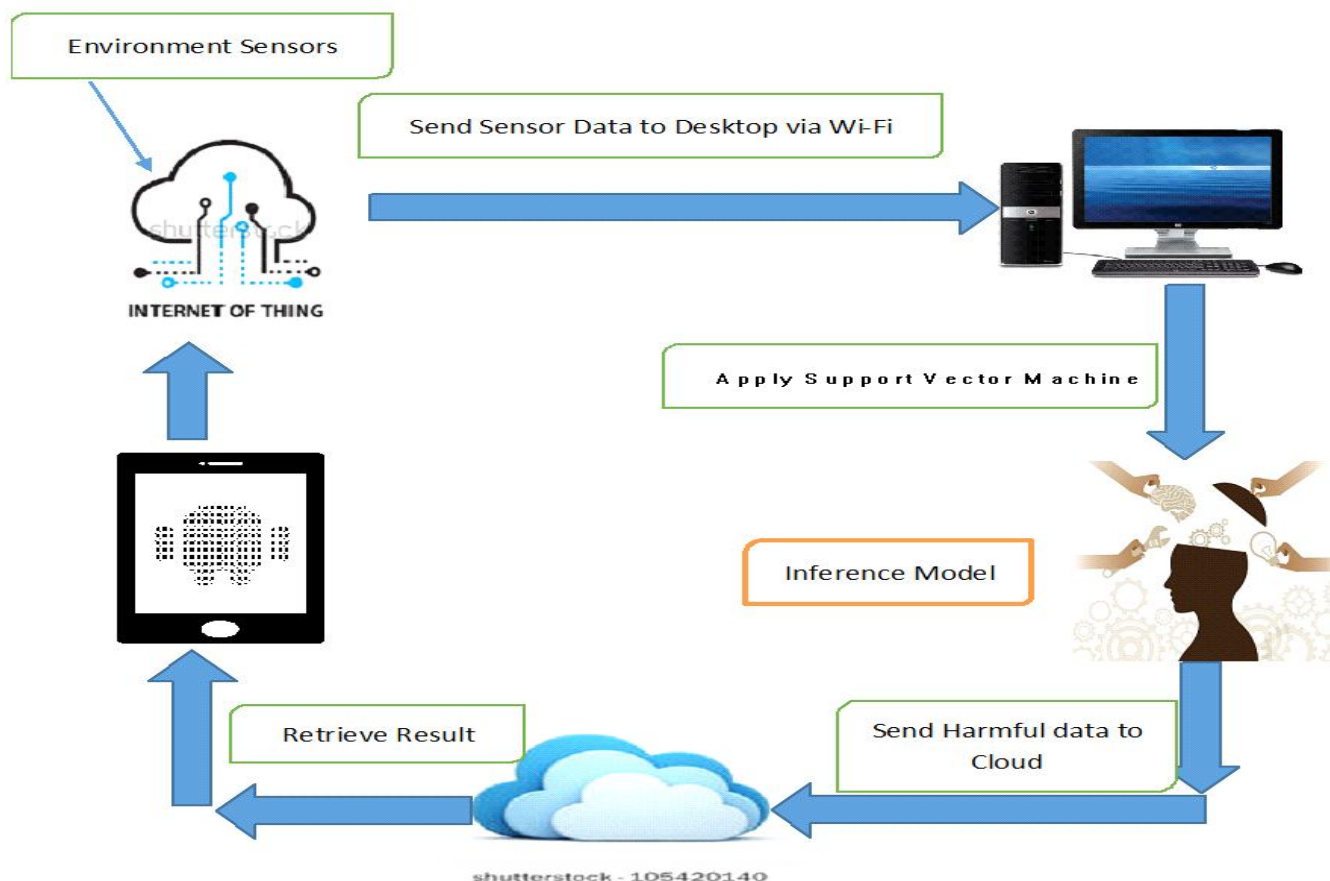 Environment Sensors
Send Sensor Data to Desktop via Wi-Fi
shutterstock
INTERNET OF THING
Apply Support Vector Machine
Inference Model
Send Harmful data to
Cloud
Retrieve Result
shutterstock · 105420140